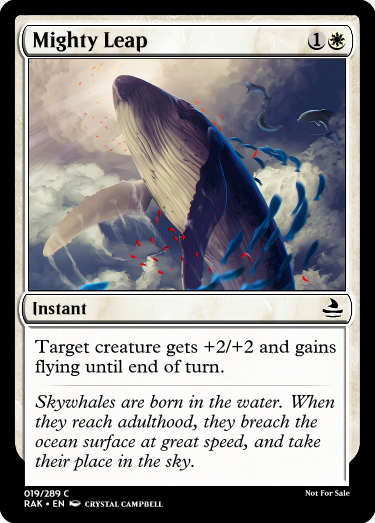 Mighty Leap 1
Instant
Target creature gets +2/+2 and gains
flying until end of turn.
Skywhales are born in the water. When
they reach adulthood, they breach the
ocean surface at great speed, and take
their place in the sky.
019/289 C Not For Sale
RAK • EN CRYSTAL CAMPBELL